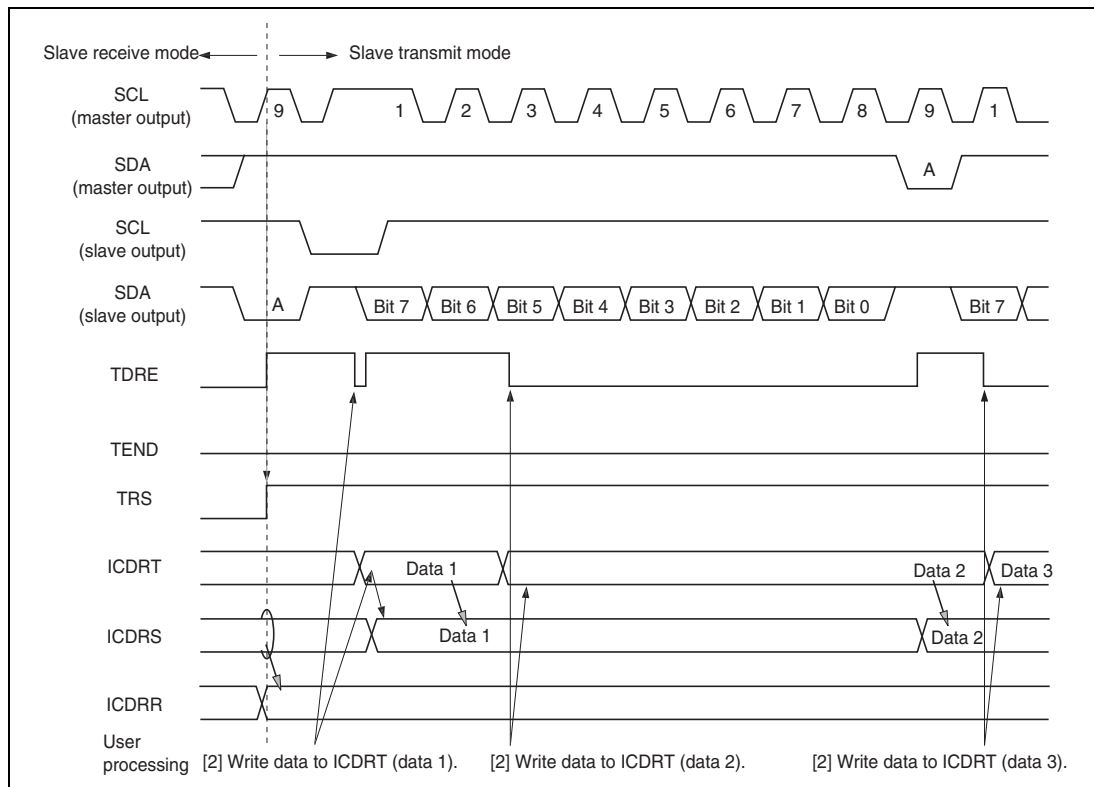 Slave receive mode Slave transmit mode
SCL
(master output)
9 1 2 3 4 5 6 7 8 9 1
SDA
(master output)
A
SCL
(slave output)
SDA
(slave output)
A Bit 7 Bit 6 Bit 5 Bit 4 Bit 3 Bit 2 Bit 1 Bit 0 Bit 7
TDRE
TEND
TRS
ICDRT Data 1 Data 2 Data 3
ICDRS Data 1 Data 2
ICDRR
User
processing [2] Write data to ICDRT (data 1). [2] Write data to ICDRT (data 2). [2] Write data to ICDRT (data 3).